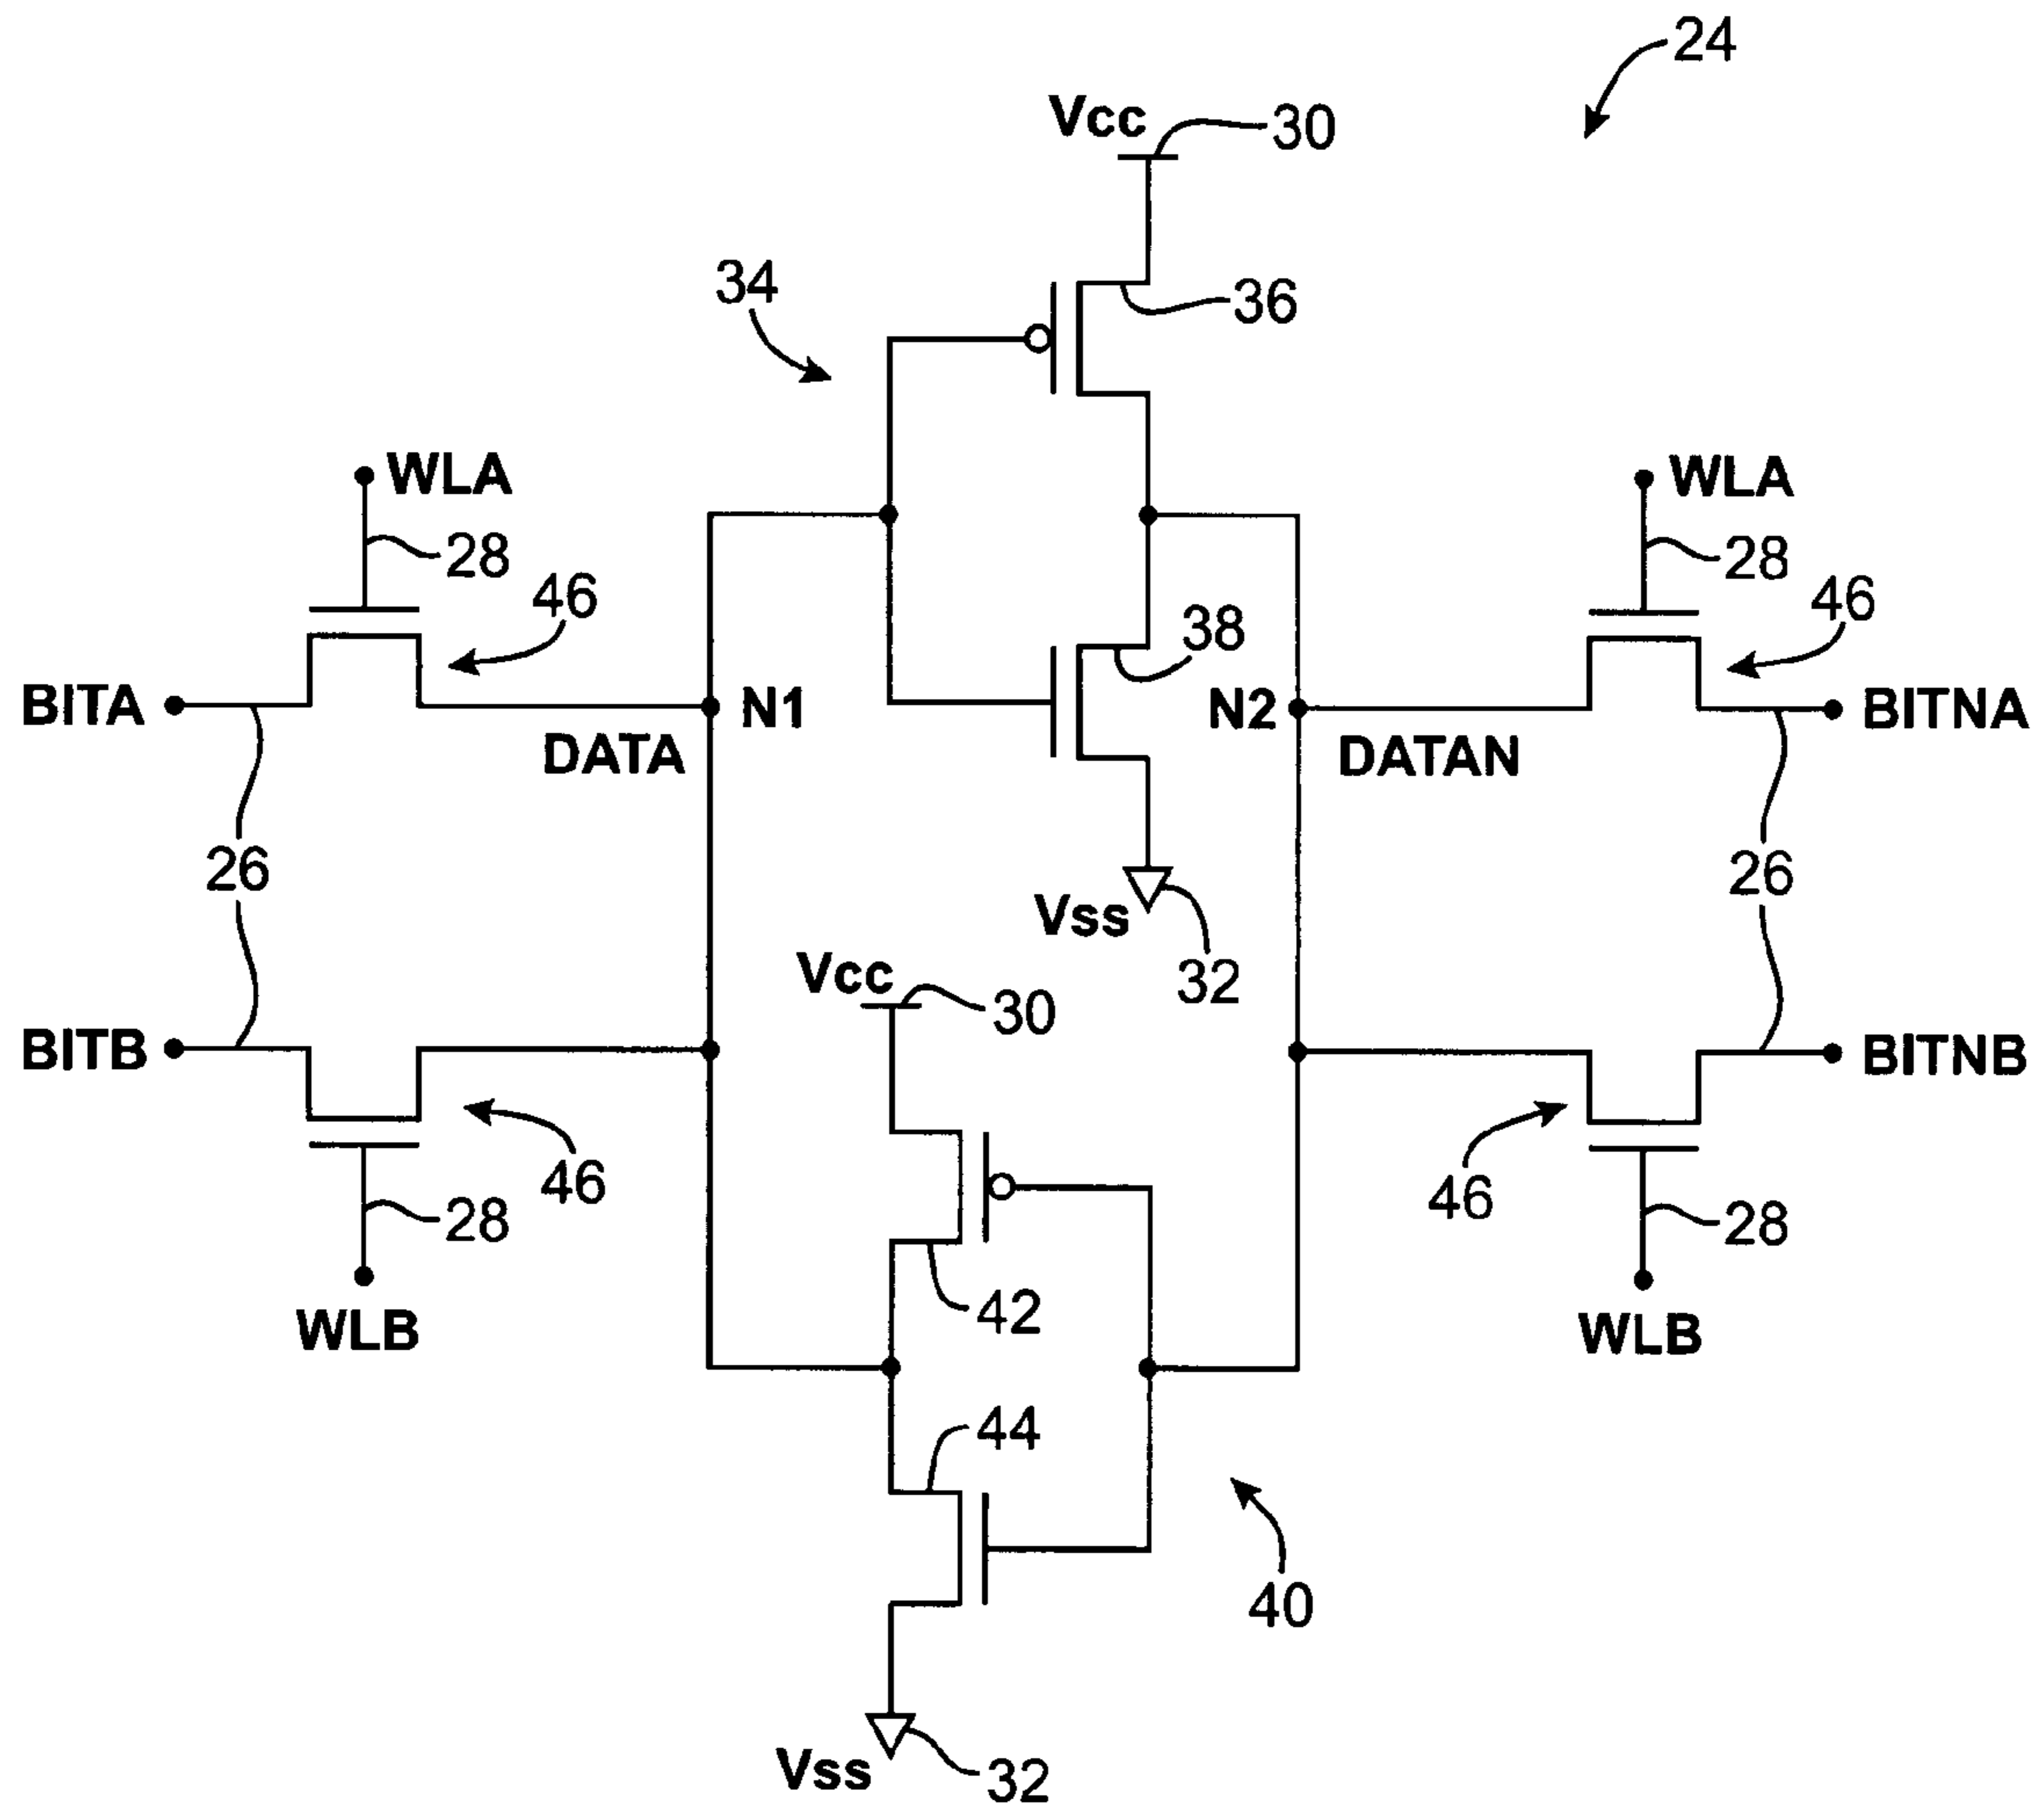 24
Vcc 30
34
36
WLA
WLA
28
28
46
46
38
BITA
N1
N2
BITNA
DATA
DATAN
26
26
Vss
32
Vcc 30
BITB
BITNB
46
46
28
28
42
WLB
WLB
44
40
Vss
32